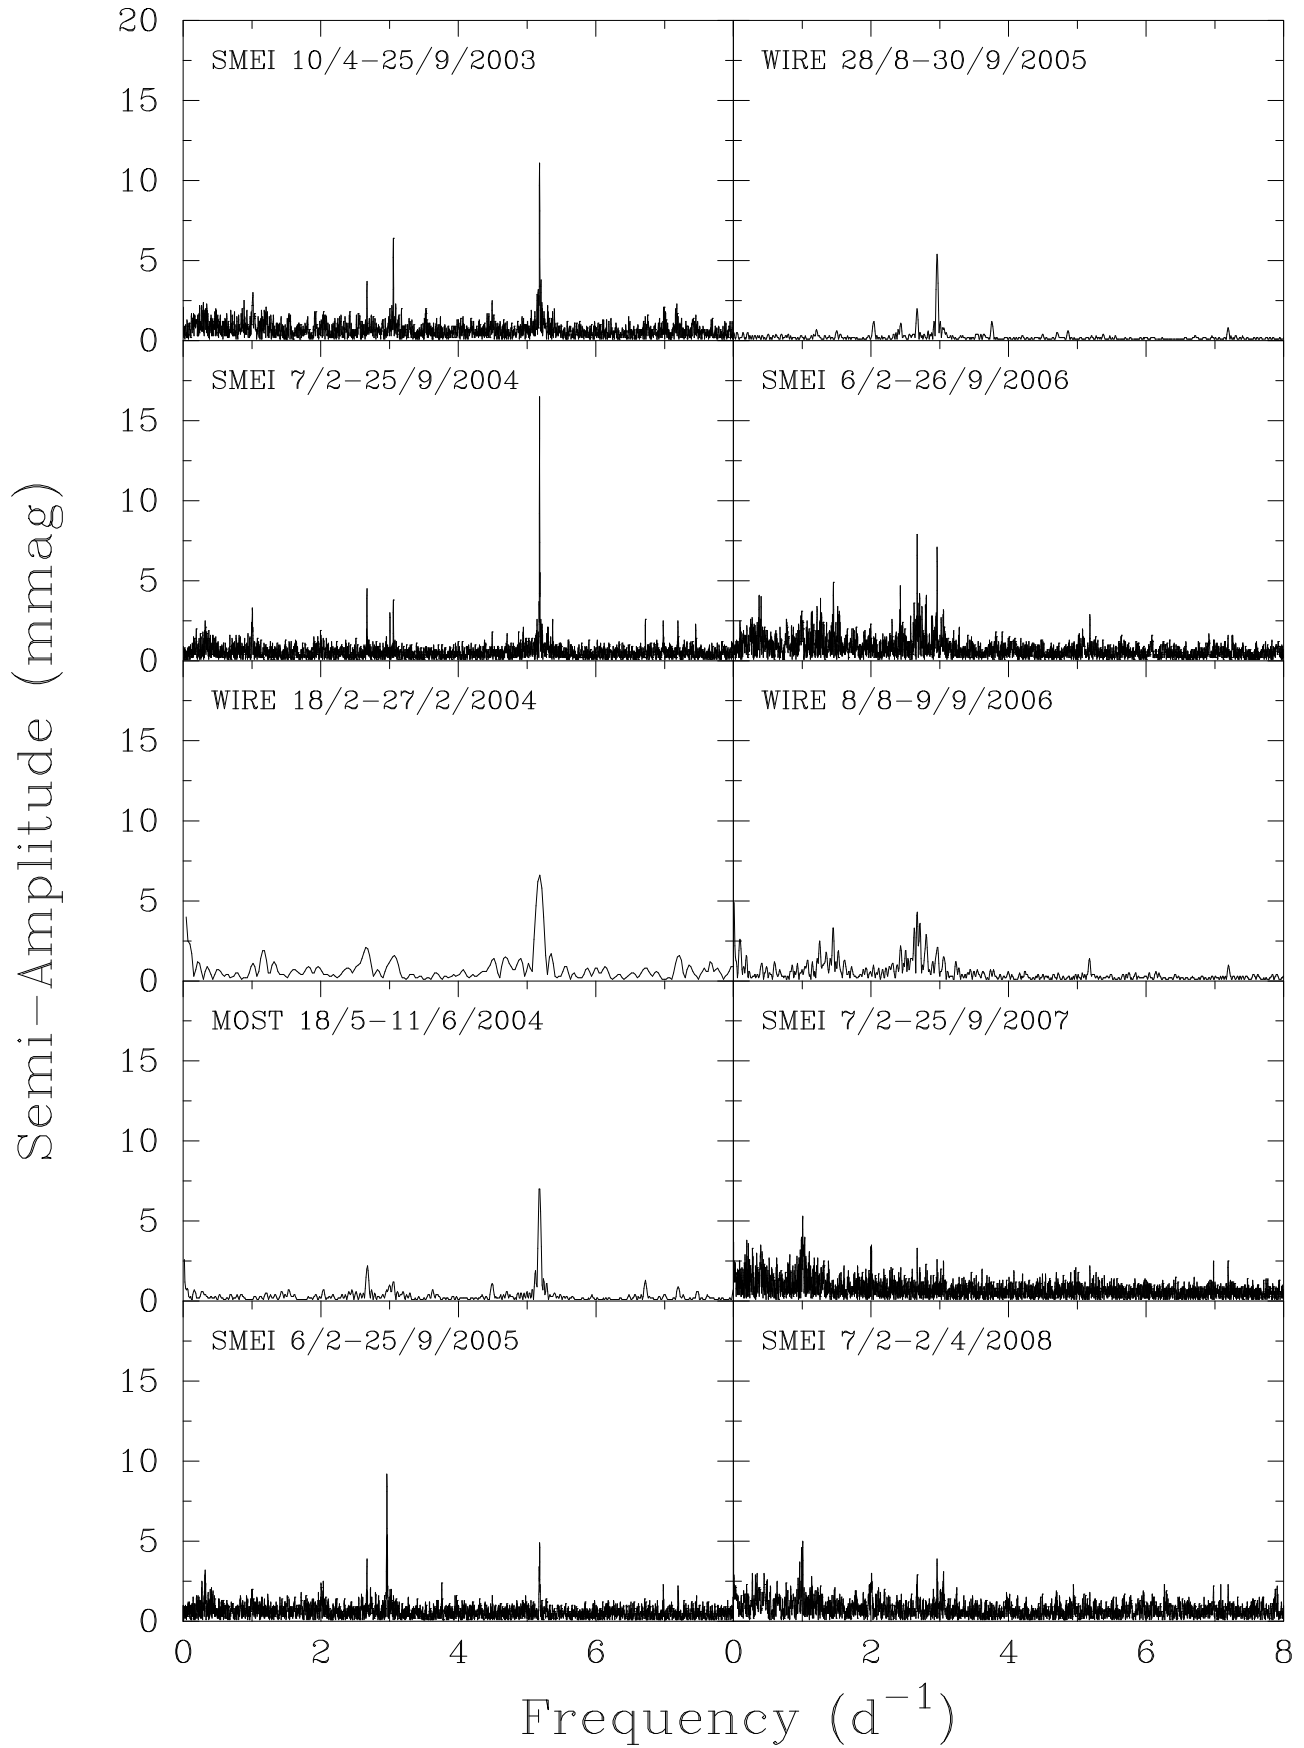 Semi-Amplitude (mmag)
20
15
10
5
0
15
10
5
0
15
10
5
0
15
10
5
0
15
10
5
0
SMEI 10/4-25/9/2003
WIRE 28/8-30/9/2005
SMEI 7/2-25/9/2004
SMEI 6/2-26/9/2006
WIRE 18/2-27/2/2004
WIRE 8/8-9/9/2006
MOST 18/5-11/6/2004
SMEI 7/2-25/9/2007
SMEI 6/2-25/9/2005
SMEI 7/2-2/4/2008
0 2 4 6 0 2 4 6 8
Frequency (d⁻¹)